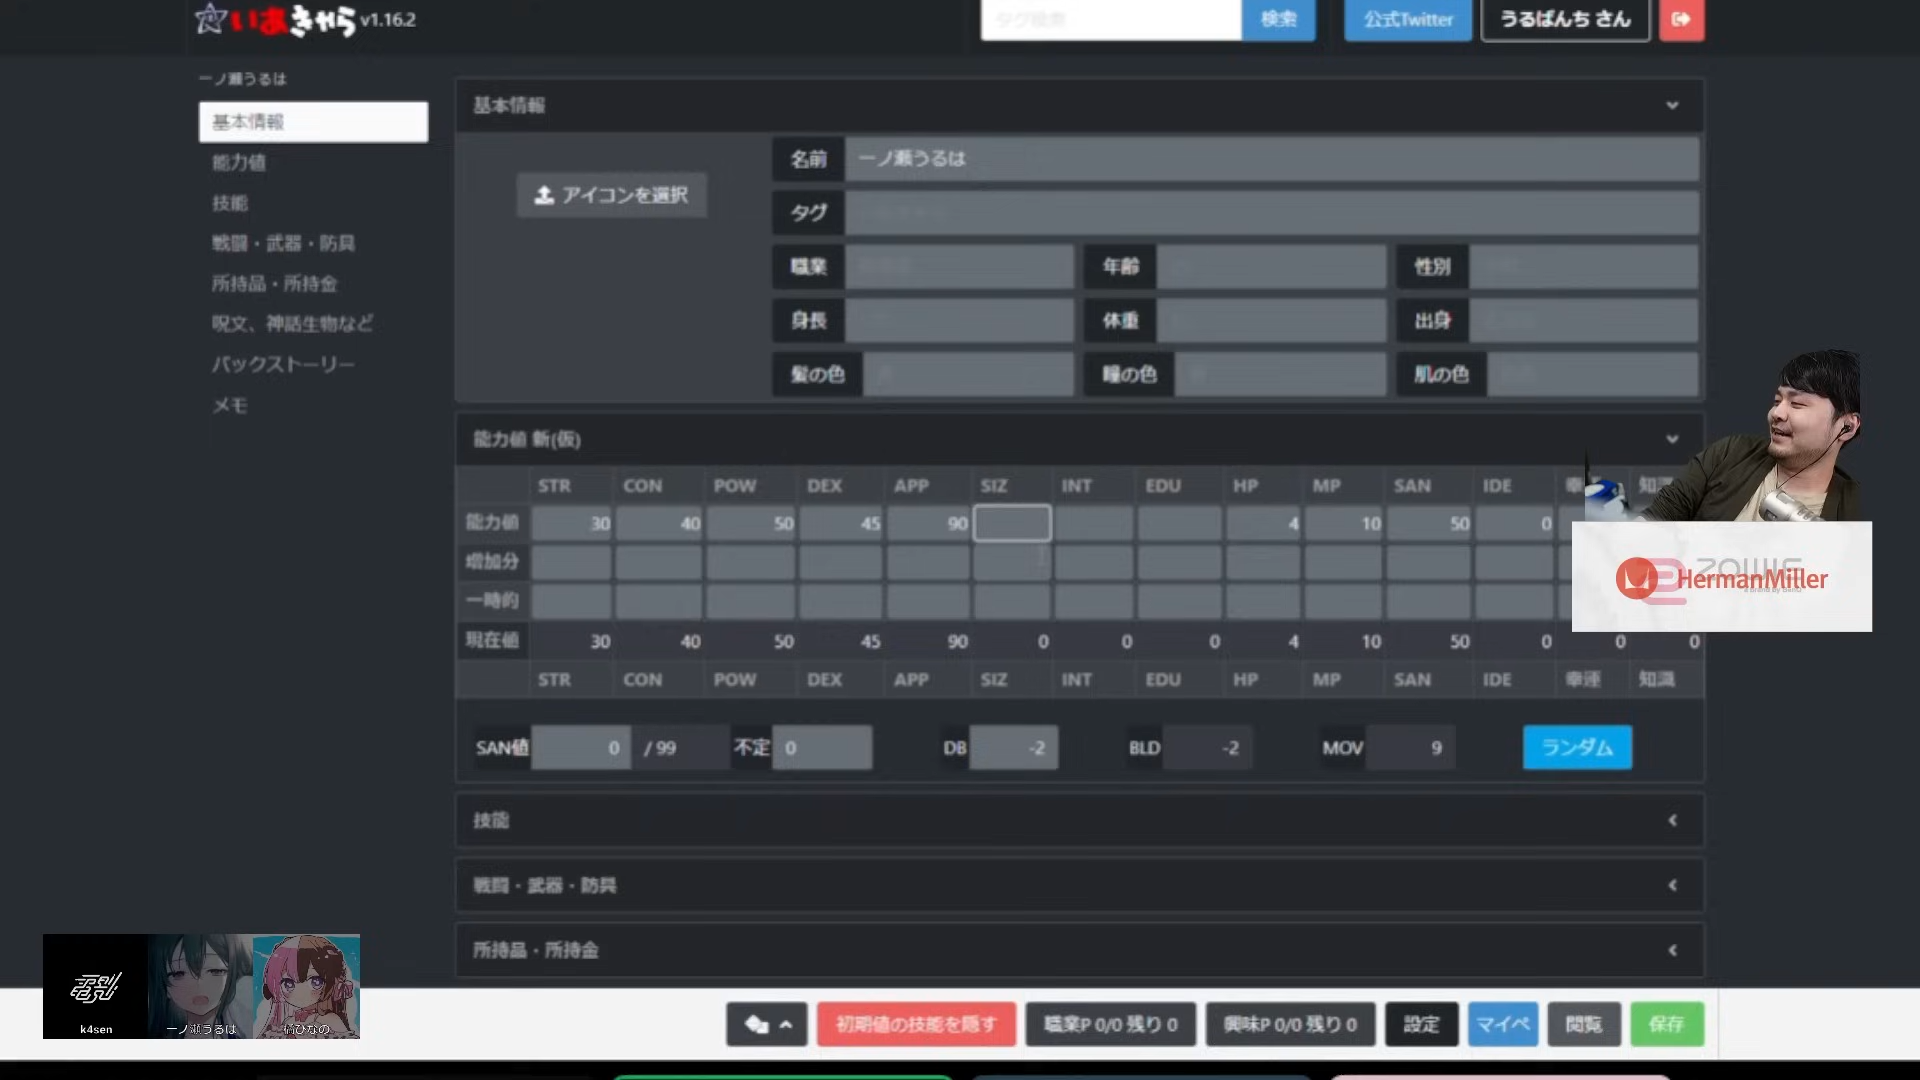 いあきゃら v1.16.2
検索
公式Twitter
うるぱんち さん
一ノ瀬うるは
基本情報
能力値
技能
戦闘・武器・防具
所持品・所持金
呪文、神話生物など
バックストーリー
メモ
基本情報
アイコンを選択
名前 一ノ瀬うるは
タグ
職業 年齢 性別
身長 体重 出身
髪の色 瞳の色 肌の色
能力値 新(仮)
STR CON POW DEX APP SIZ INT EDU HP MP SAN IDE 幸 知識
能力値 30 40 50 45 90 4 10 50 0
増加分
一時的
現在値 30 40 50 45 90 0 0 0 4 10 50 0 0 0
STR CON POW DEX APP SIZ INT EDU HP MP SAN IDE 幸運 知識
SAN値 0 / 99 不定 0 DB -2 BLD -2 MOV 9 ランダム
技能
戦闘・武器・防具
所持品・所持金
ZOWIE
HermanMiller
k4sen
一ノ瀬うるは
橘ひなの
初期値の技能を隠す
職業P 0/0 残り 0
興味P 0/0 残り 0
設定
マイペ
閲覧
保存